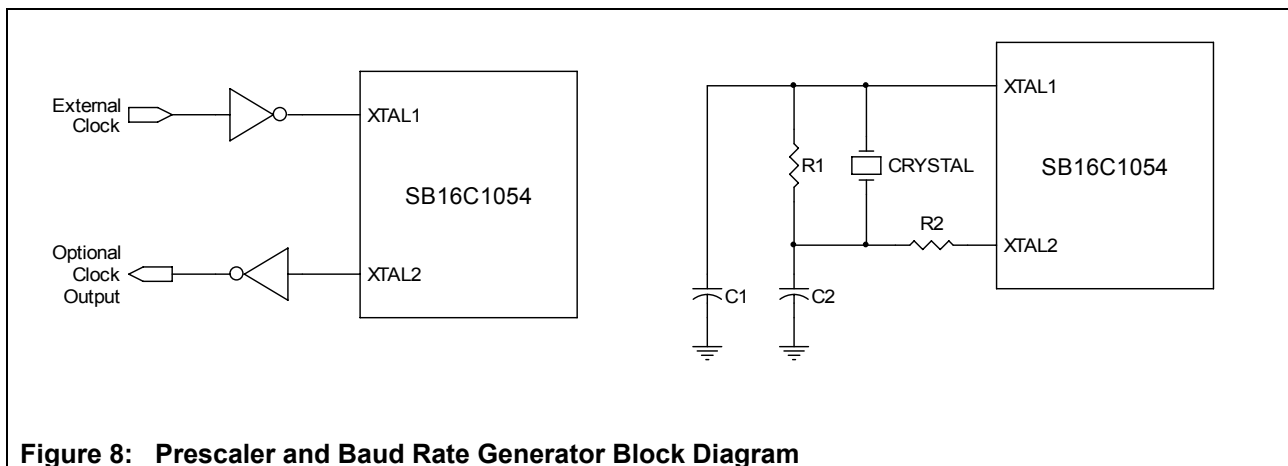 External
Clock
XTAL1
SB16C1054
Optional
Clock
Output
XTAL2
XTAL1
R1
CRYSTAL
SB16C1054
R2
XTAL2
C1
C2
Figure 8: Prescaler and Baud Rate Generator Block Diagram